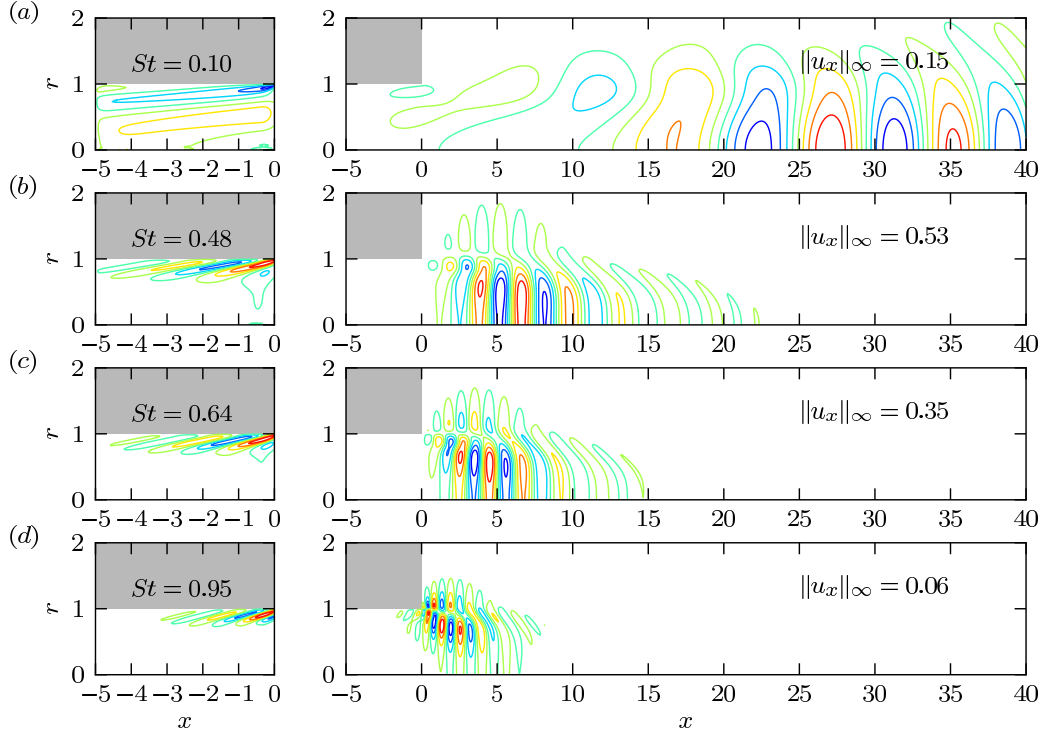 (a)
2
1
0
r
St = 0.10
−5 −4 −3 −2 −1 0
||u_x||_∞ = 0.15
−5 0 5 10 15 20 25 30 35 40
(b)
2
1
0
r
St = 0.48
−5 −4 −3 −2 −1 0
2
1
0
||u_x||_∞ = 0.53
−5 0 5 10 15 20 25 30 35 40
(c)
2
1
0
r
St = 0.64
−5 −4 −3 −2 −1 0
2
1
0
||u_x||_∞ = 0.35
−5 0 5 10 15 20 25 30 35 40
(d)
2
1
0
r
St = 0.95
−5 −4 −3 −2 −1 0
x
2
1
0
||u_x||_∞ = 0.06
−5 0 5 10 15 20 25 30 35 40
x
2
1
0